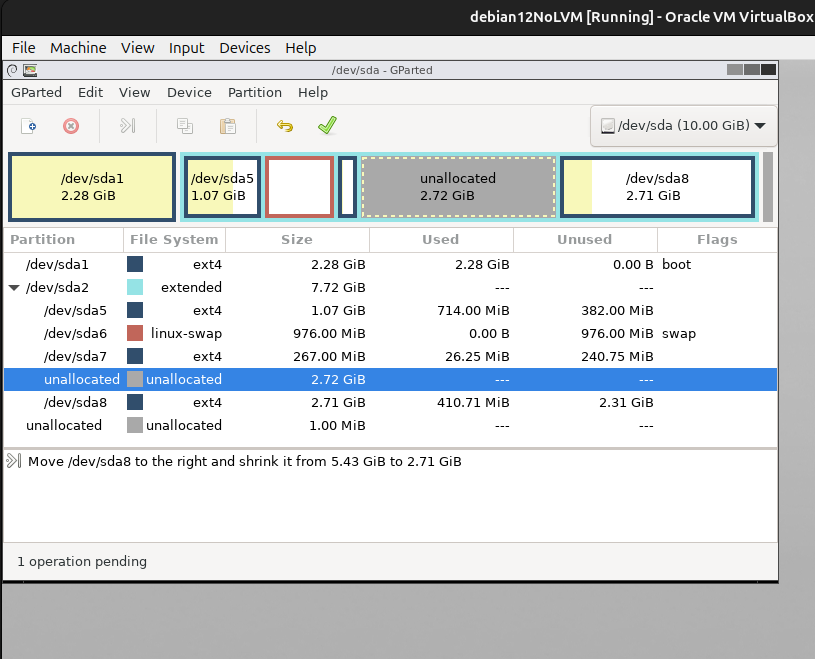 debian12NoLVM [Running] - Oracle VM VirtualBox
File Machine View Input Devices Help
/dev/sda - GParted
GParted Edit View Device Partition Help
/dev/sda (10.00 GiB)
/dev/sda1
2.28 GiB
/dev/sda5
1.07 GiB
unallocated
2.72 GiB
/dev/sda8
2.71 GiB
Partition File System Size Used Unused Flags
/dev/sda1 ext4 2.28 GiB 2.28 GiB 0.00 B boot
/dev/sda2 extended 7.72 GiB --- ---
/dev/sda5 ext4 1.07 GiB 714.00 MiB 382.00 MiB
/dev/sda6 linux-swap 976.00 MiB 0.00 B 976.00 MiB swap
/dev/sda7 ext4 267.00 MiB 26.25 MiB 240.75 MiB
unallocated unallocated 2.72 GiB --- ---
/dev/sda8 ext4 2.71 GiB 410.71 MiB 2.31 GiB
unallocated unallocated 1.00 MiB --- ---
Move /dev/sda8 to the right and shrink it from 5.43 GiB to 2.71 GiB
1 operation pending